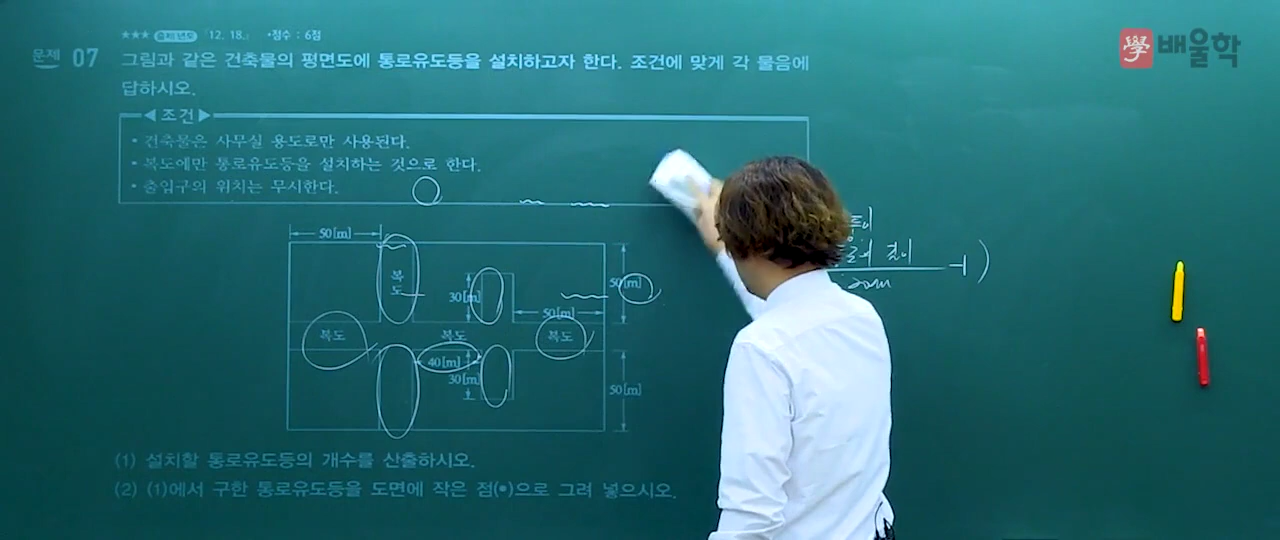 ★★★ 출제년도 「12. 18.」 •점수 : 6점
배울학
문제 07 그림과 같은 건축물의 평면도에 통로유도등을 설치하고자 한다. 조건에 맞게 각 물음에
답하시오.
◀ 조건 ▶
• 건축물은 사무실 용도로만 사용된다.
• 복도에만 통로유도등을 설치하는 것으로 한다.
• 출입구의 위치는 무시한다.
50[m]
복도
30[m]
50[m]
50[m]
복도
복도
복도
-1)
20m
40[m]
30[m]
50[m]
(1) 설치할 통로유도등의 개수를 산출하시오.
(2) (1)에서 구한 통로유도등을 도면에 작은 점(•)으로 그려 넣으시오.